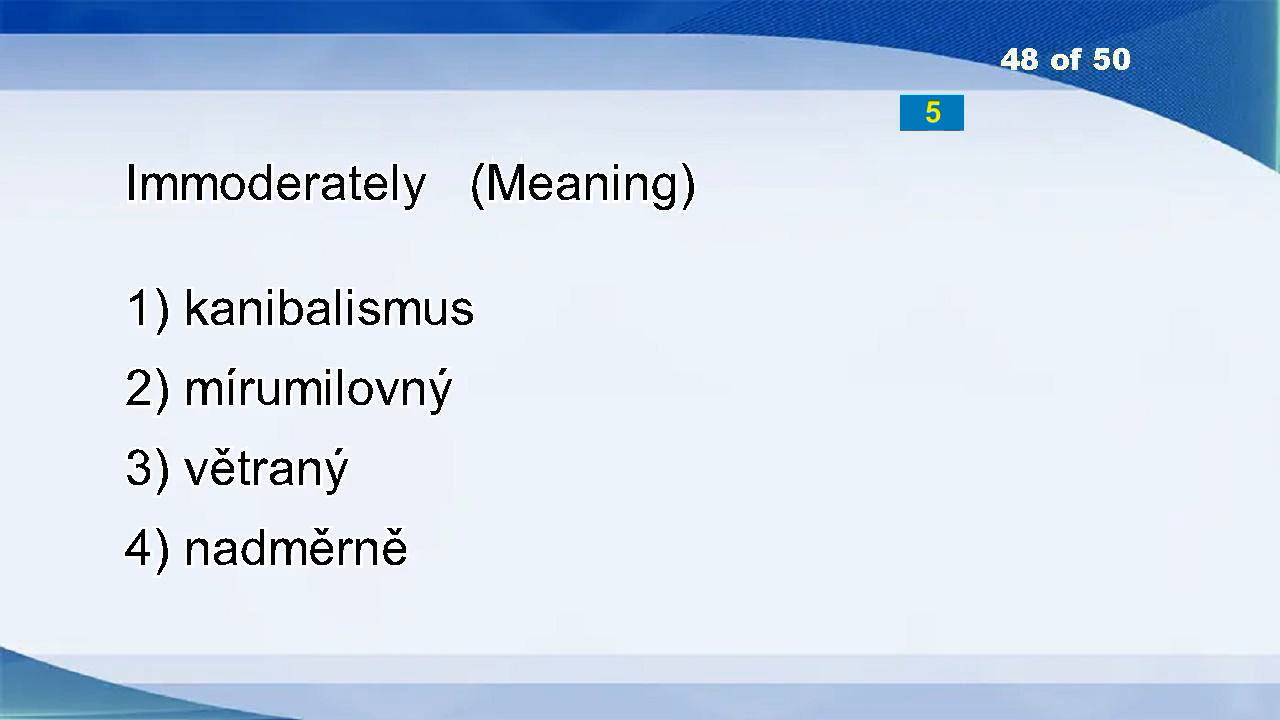 48 of 50
5
Immoderately (Meaning)
1) kanibalismus
2) mírumilovný
3) větraný
4) nadměrně